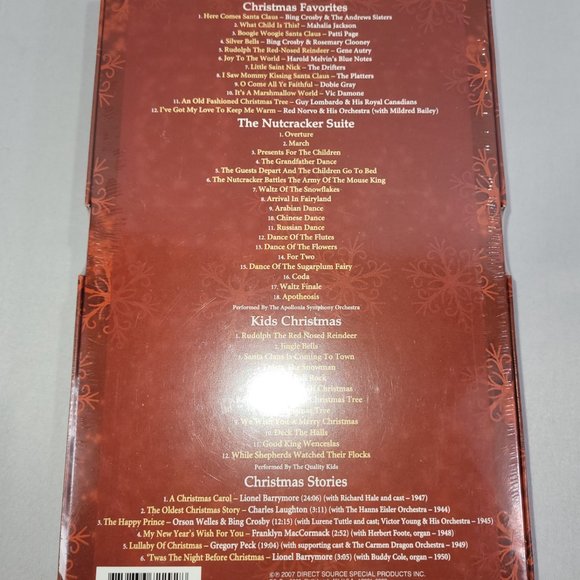 Christmas Favorites
1. Here Comes Santa Claus – Bing Crosby & The Andrews Sisters
2. What Child Is This? – Mahalia Jackson
3. Boogie Woogie Santa Claus – Patti Page
4. Silver Bells – Bing Crosby & Rosemary Clooney
5. Rudolph The Red-Nosed Reindeer – Gene Autry
6. Joy To The World – Harold Melvin's Blue Notes
7. Little Saint Nick – The Drifters
8. I Saw Mommy Kissing Santa Claus – The Platters
9. O Come All Ye Faithful – Dobie Gray
10. It's A Marshmallow World – Vic Damone
11. An Old Fashioned Christmas Tree – Guy Lombardo & His Royal Canadians
12. I've Got My Love To Keep Me Warm – Red Norvo & His Orchestra (with Mildred Bailey)
The Nutcracker Suite
1. Overture
2. March
3. Presents For The Children
4. The Grandfather Dance
5. The Guests Depart And The Children Go To Bed
6. The Nutcracker Battles The Army Of The Mouse King
7. Waltz Of The Snowflakes
8. Arrival In Fairyland
9. Arabian Dance
10. Chinese Dance
11. Russian Dance
12. Dance Of The Flutes
13. Dance Of The Flowers
14. For Two
15. Dance Of The Sugarplum Fairy
16. Coda
17. Waltz Finale
18. Apotheosis
Performed By The Apollonia Symphony Orchestra
Kids Christmas
1. Rudolph The Red Nosed Reindeer
2. Jingle Bells
3. Santa Claus Is Coming To Town
The Snowman
Rock
Christmas
Christmas Tree
Tree
9. We Wish You A Merry Christmas
10. Deck The Halls
11. Good King Wenceslas
12. While Shepherds Watched Their Flocks
Performed By The Quality Kids
Christmas Stories
1. A Christmas Carol – Lionel Barrymore (24:06) (with Richard Hale and cast – 1947)
2. The Oldest Christmas Story – Charles Laughton (3:11) (with The Hanns Eisler Orchestra – 1944)
3. The Happy Prince – Orson Welles & Bing Crosby (12:15) (with Lurene Tuttle and cast; Victor Young & His Orchestra – 1945)
4. My New Year's Wish For You – Franklyn MacCormack (2:52) (with Herbert Foote, organ – 1948)
5. Lullaby Of Christmas – Gregory Peck (19:04) (with supporting cast & The Carmen Dragon Orchestra – 1949)
6. 'Twas The Night Before Christmas – Lionel Barrymore (3:05) (with Buddy Cole, organ – 1950)
©℗ 2007 DIRECT SOURCE SPECIAL PRODUCTS INC.